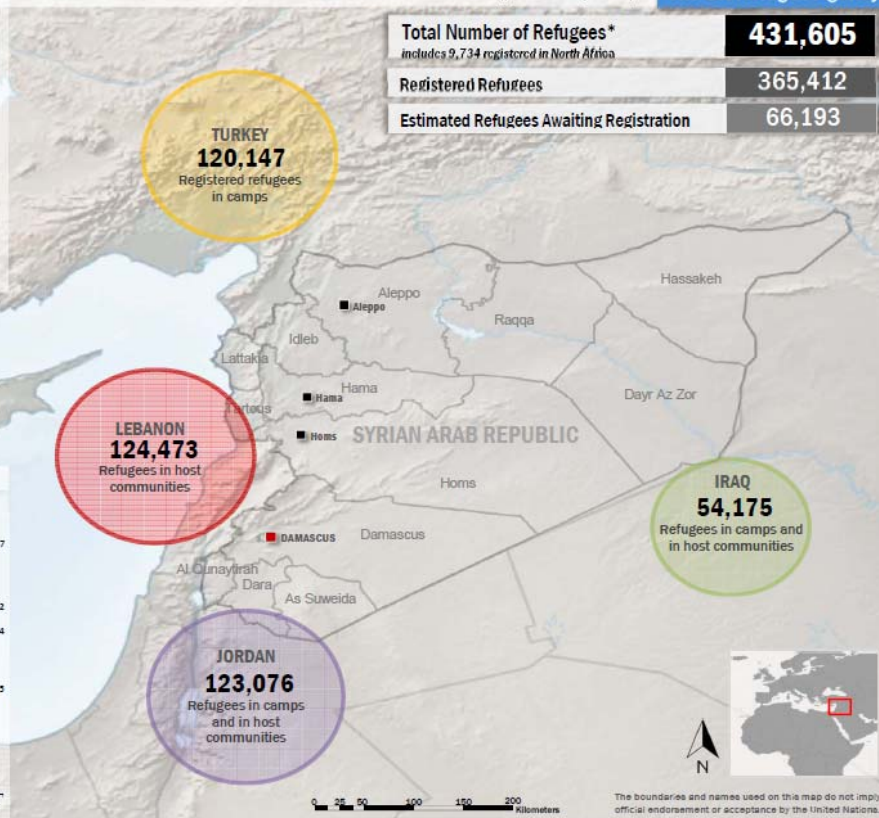 Total Number of Refugees*
431,605
includes 9,734 registered in North Africa
Registered Refugees
365,412
Estimated Refugees Awaiting Registration
66,193
TURKEY
120,147
Registered refugees
in camps
Hassakeh
Aleppo
Aleppo
Raqqa
Idleb
Lattakia
Hama
Hama
Dayr Az Zor
Tartous
LEBANON
124,473
Refugees in host
communities
Homs
SYRIAN ARAB REPUBLIC
Homs
IRAQ
54,175
Refugees in camps and
in host communities
DAMASCUS
Damascus
Al Qunaytirah
Dara
As Suweida
JORDAN
123,076
Refugees in camps
and in host
communities
N
0 25 50 100 150 200
Kilometers
The boundaries and names used on this map do not imply
official endorsement or acceptance by the United Nations.
7
2
4
5